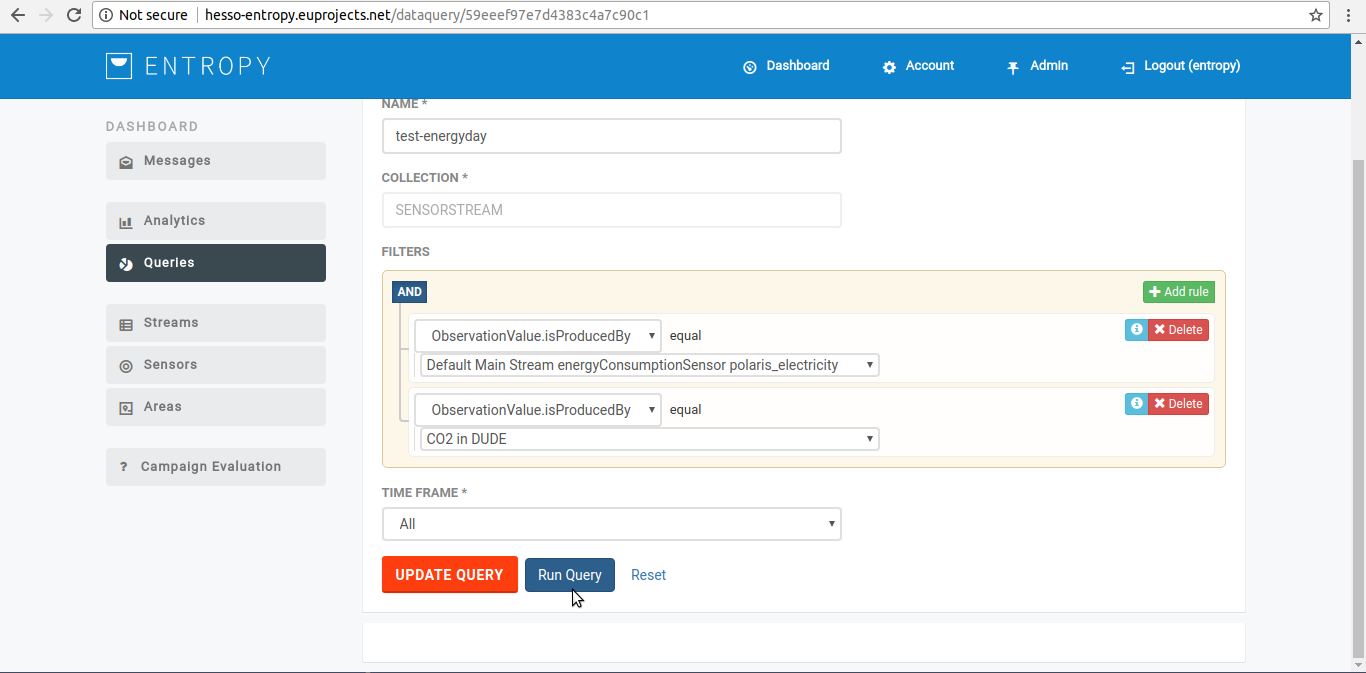 Not secure | hesso-entropy.euprojects.net/dataquery/59eeef97e7d4383c4a7c90c1
ENTROPY
Dashboard
Account
Admin
Logout (entropy)
DASHBOARD
Messages
Analytics
Queries
Streams
Sensors
Areas
? Campaign Evaluation
NAME *
test-energyday
COLLECTION *
SENSORSTREAM
FILTERS
AND
Add rule
ObservationValue.isProducedBy equal
Delete
Default Main Stream energyConsumptionSensor polaris_electricity
ObservationValue.isProducedBy equal
Delete
CO2 in DUDE
TIME FRAME *
All
UPDATE QUERY Run Query Reset